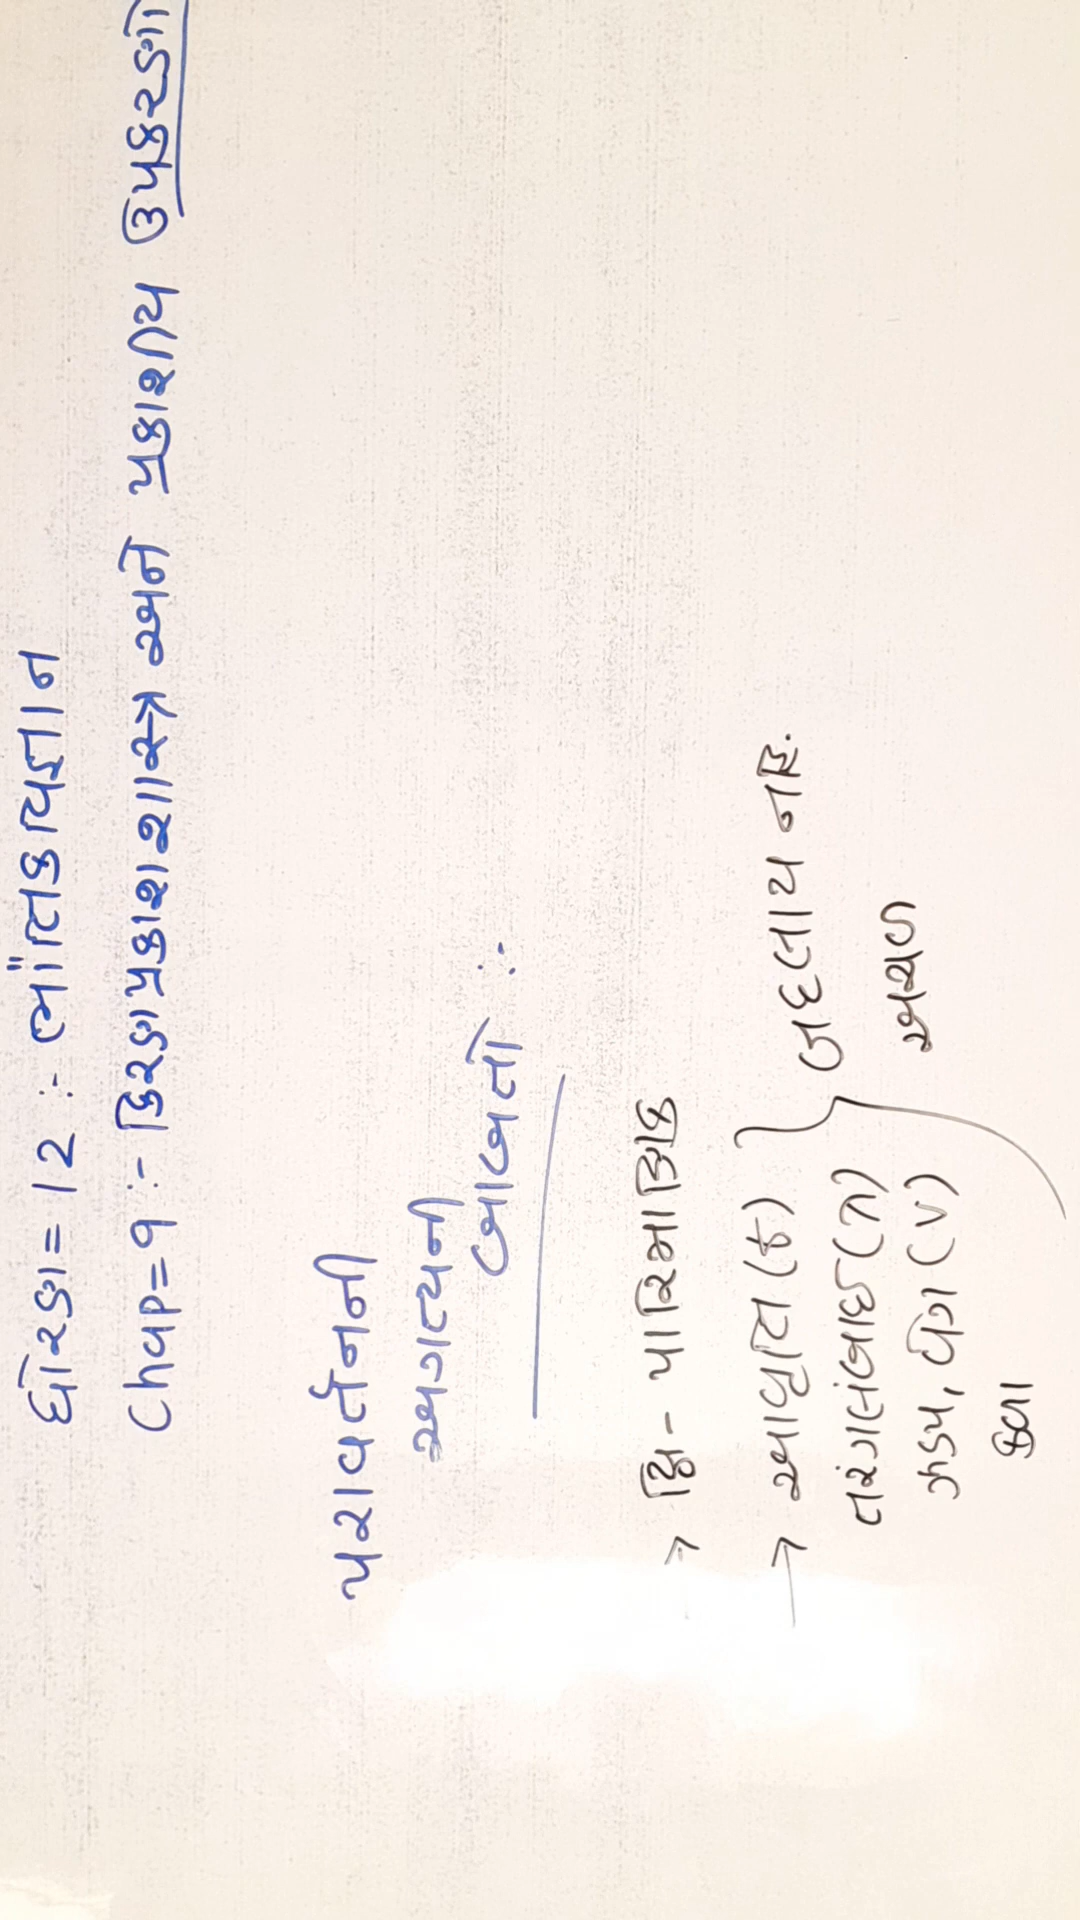 ધોરણ = 12 :- ભૌતિકવિજ્ઞાન
Chap = 9 :- કિરણપ્રકાશશાસ્ત્ર અને પ્રકાશીય ઉપકરણો
પરાવર્તનની
અગત્યની
બાબતો :-
→ દ્વિ - પારિમાણિક
→ આવૃતિ (f)
બદલાય નહિ.
તરંગલંબાઇ (λ)
ઝડપ, વેગ (v)
અચળ
કળા